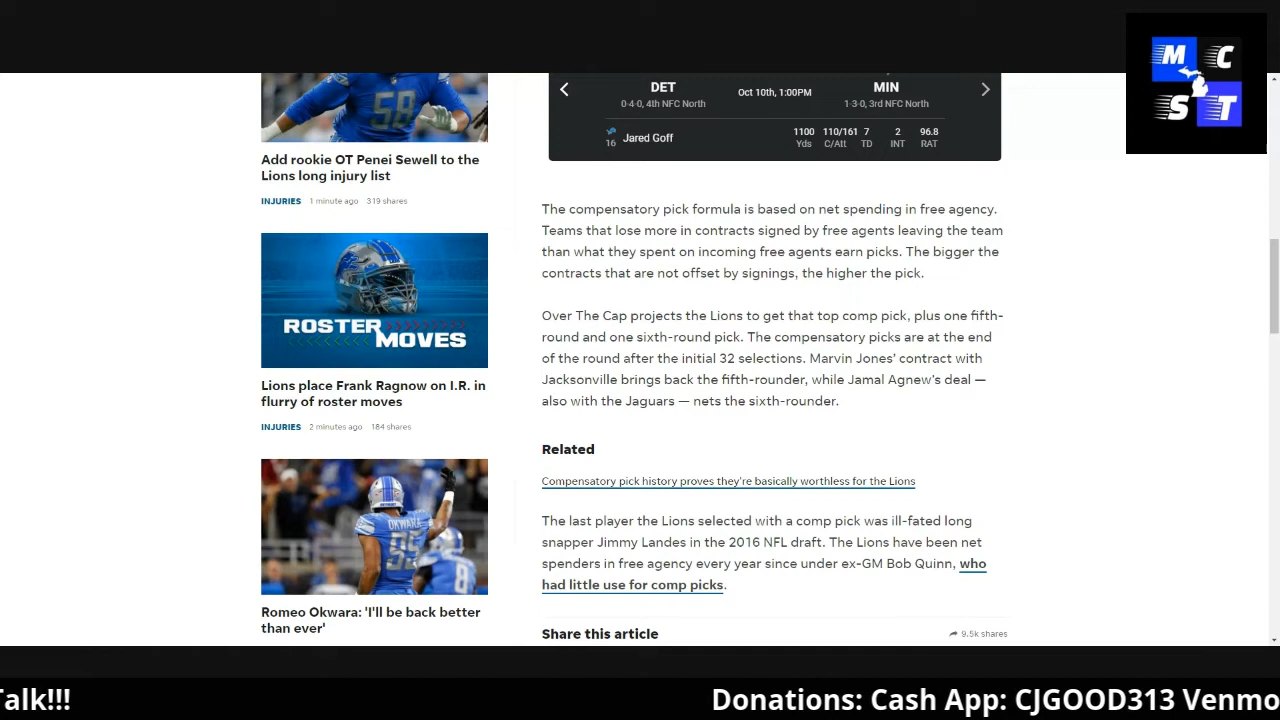 M C
S T
58
Add rookie OT Penei Sewell to the
Lions long injury list
INJURIES 1 minute ago 319 shares
ROSTER
MOVES
Lions place Frank Ragnow on I.R. in
flurry of roster moves
INJURIES 2 minutes ago 184 shares
OKWARA
95
8
Romeo Okwara: 'I'll be back better
than ever'
DET Oct 10th, 1:00PM MIN
0-4-0, 4th NFC North 1-3-0, 3rd NFC North
16 Jared Goff 1100 110/161 7 2 96.8
Yds C/Att TD INT RAT
The compensatory pick formula is based on net spending in free agency.
Teams that lose more in contracts signed by free agents leaving the team
than what they spent on incoming free agents earn picks. The bigger the
contracts that are not offset by signings, the higher the pick.
Over The Cap projects the Lions to get that top comp pick, plus one fifth-
round and one sixth-round pick. The compensatory picks are at the end
of the round after the initial 32 selections. Marvin Jones' contract with
Jacksonville brings back the fifth-rounder, while Jamal Agnew's deal —
also with the Jaguars — nets the sixth-rounder.
Related
Compensatory pick history proves they're basically worthless for the Lions
The last player the Lions selected with a comp pick was ill-fated long
snapper Jimmy Landes in the 2016 NFL draft. The Lions have been net
spenders in free agency every year since under ex-GM Bob Quinn, who
had little use for comp picks.
Share this article 9.5k shares
Talk!!! Donations: Cash App: CJGOOD313 Venmo